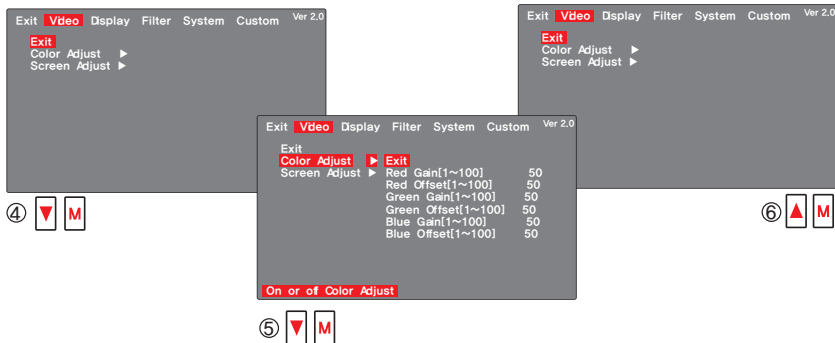 Exit Video Display Filter System Custom Ver 2.0
Exit
Color Adjust ▶
Screen Adjust ▶
④ ▼ M
Exit Video Display Filter System Custom Ver 2.0
Exit
Color Adjust ▶ Exit
Screen Adjust ▶ Red Gain[1~100] 50
Red Offset[1~100] 50
Green Gain[1~100] 50
Green Offset[1~100] 50
Blue Gain[1~100] 50
Blue Offset[1~100] 50
On or of Color Adjust
⑤ ▼ M
Exit Video Display Filter System Custom Ver 2.0
Exit
Color Adjust ▶
Screen Adjust ▶
⑥ ▲ M